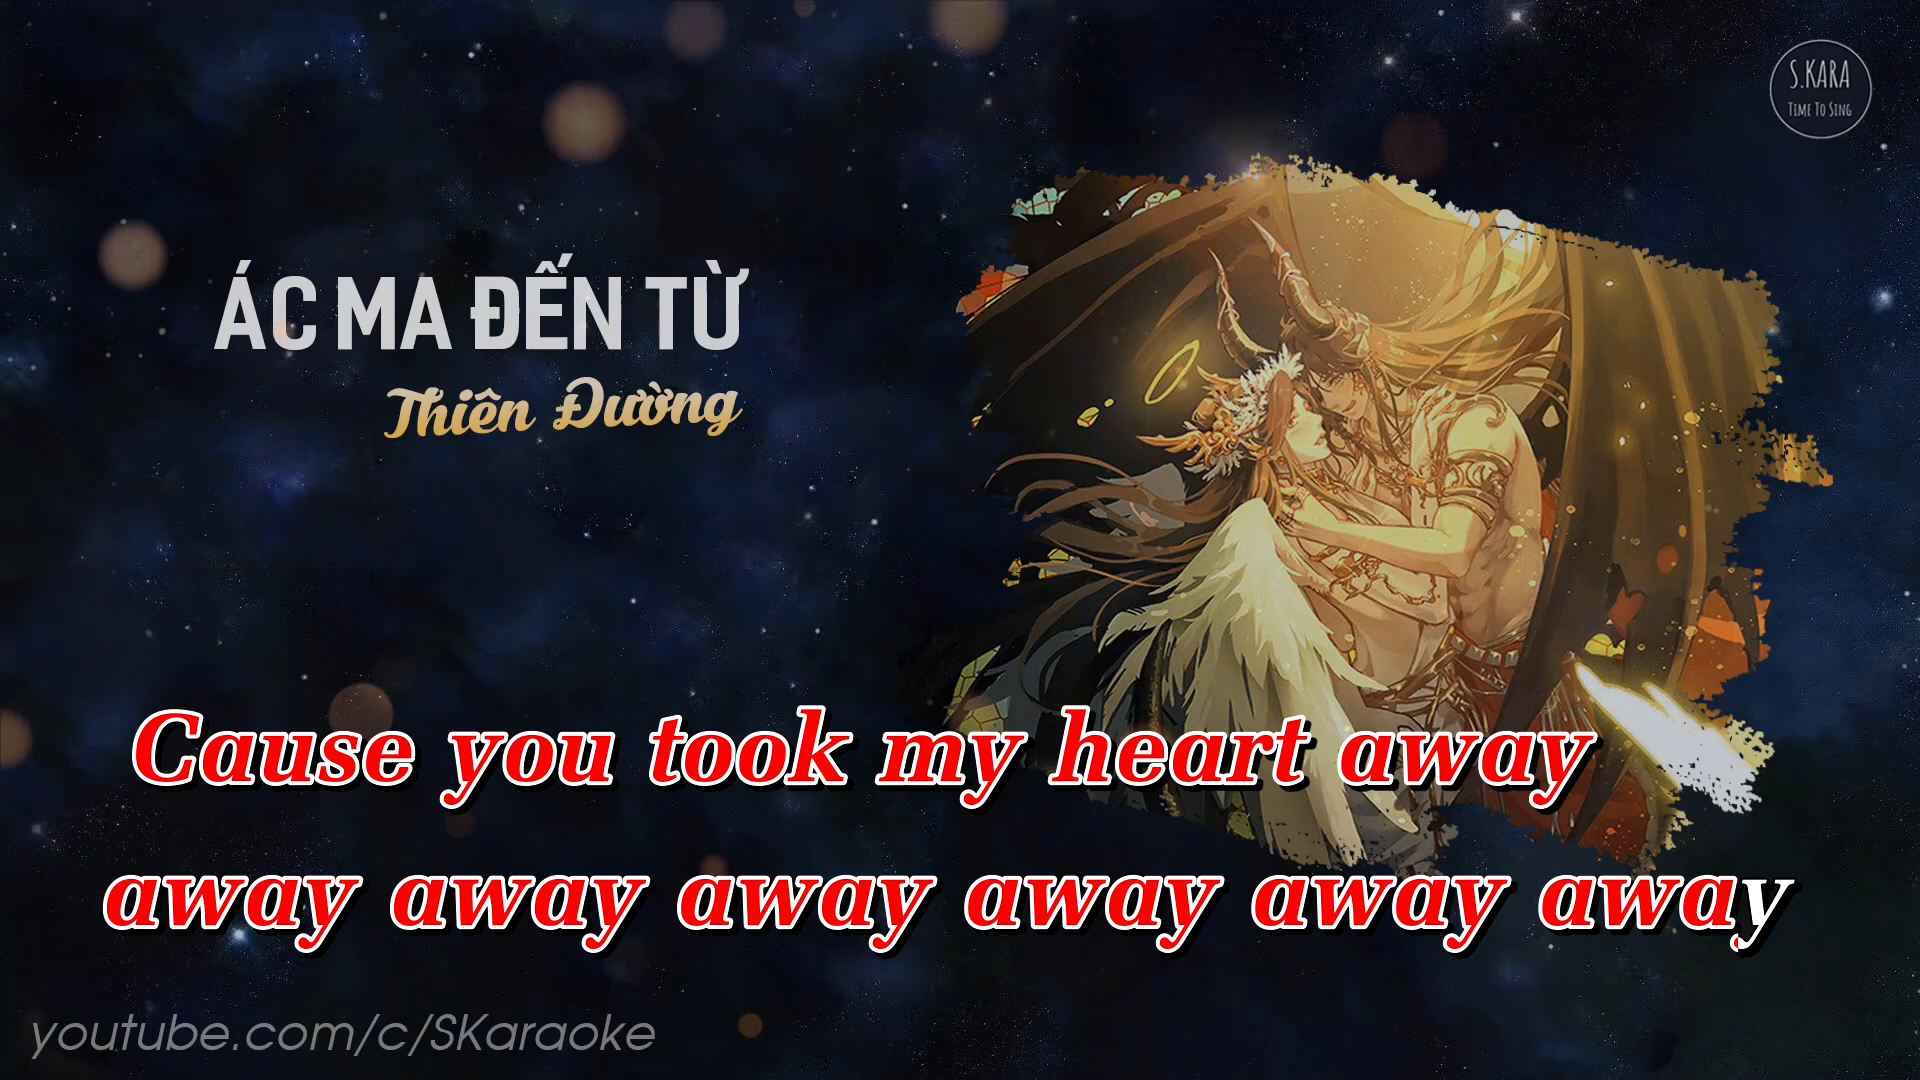 S.KARA
TIME TO SING
ÁC MA ĐẾN TỪ
Thiên Đường
Cause you took my heart away
away away away away away away
youtube.com/c/SKaraoke